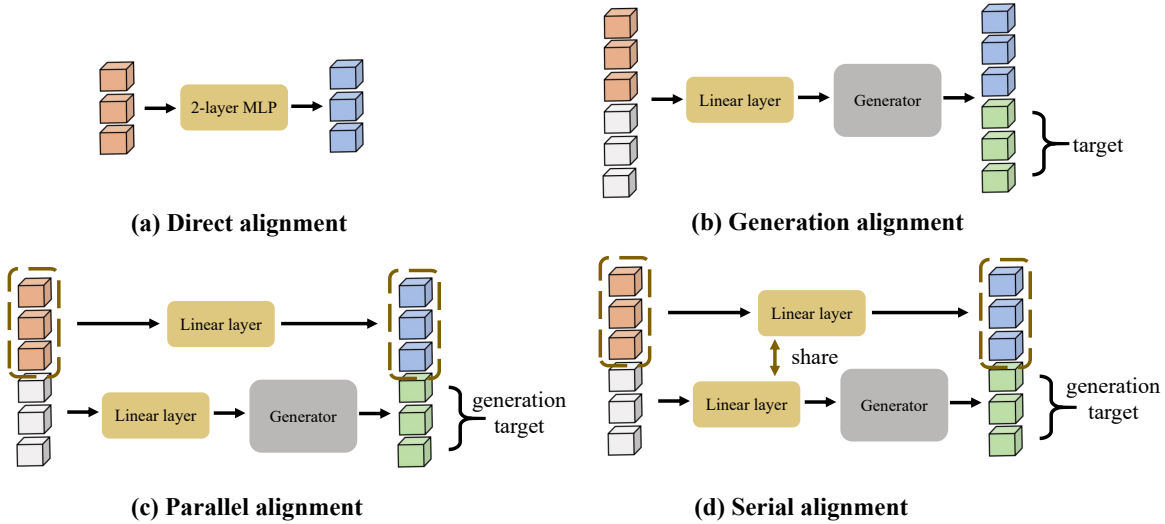 2-layer MLP
(a) Direct alignment
Linear layer
Generator
target
(b) Generation alignment
Linear layer
Linear layer
Generator
generation
target
(c) Parallel alignment
Linear layer
share
Linear layer
Generator
generation
target
(d) Serial alignment